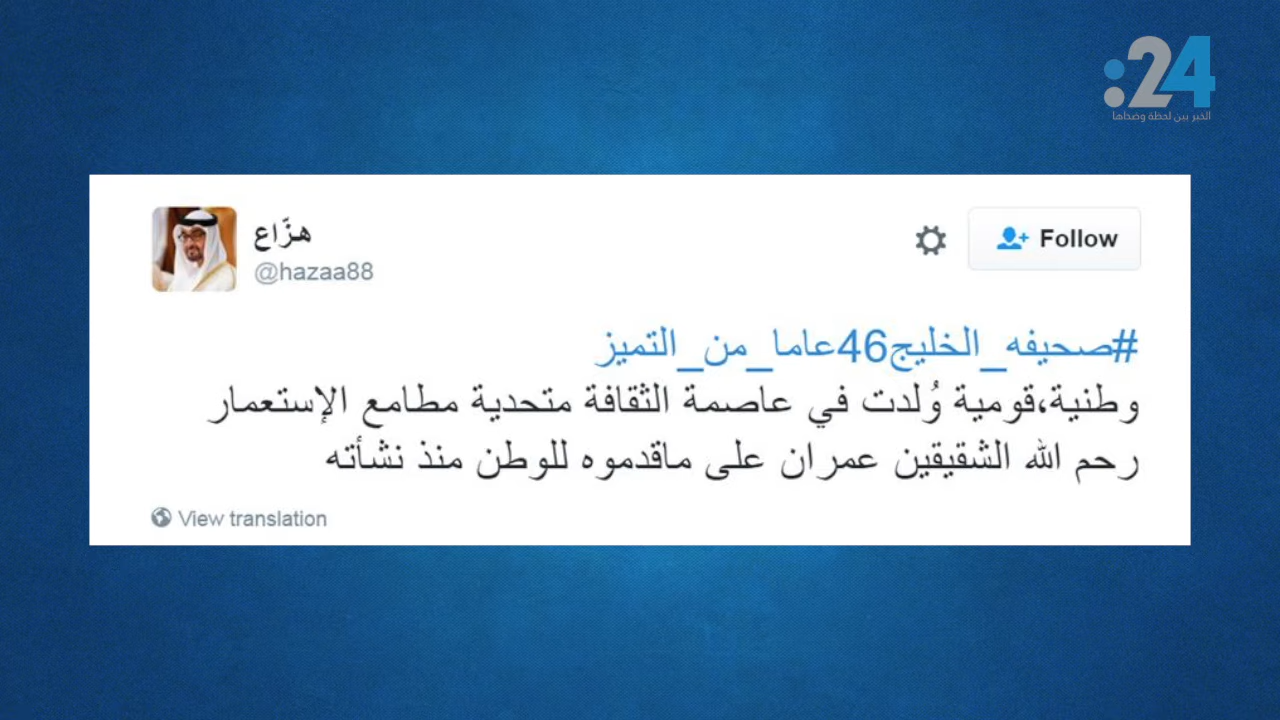 :24
الخبر بين لحظة وضحاها
هزّاع
@hazaa88
Follow
#صحيفه_الخليج46عاما_من_التميز
وطنية،قومية وُلدت في عاصمة الثقافة متحدية مطامع الإستعمار
رحم الله الشقيقين عمران على ماقدموه للوطن منذ نشأته
View translation